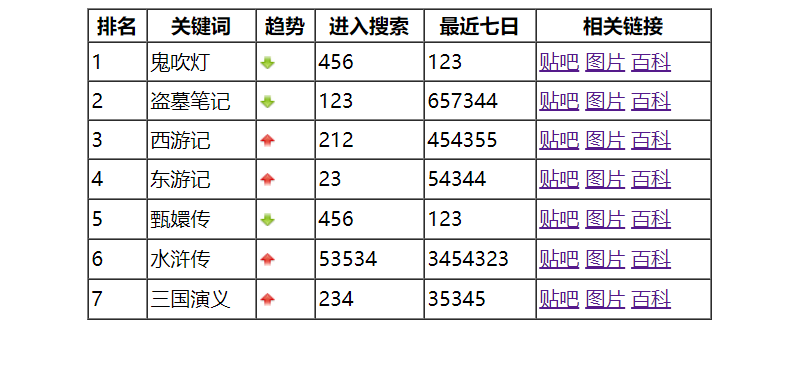 排名 关键词 趋势 进入搜索 最近七日 相关链接
1 鬼吹灯 456 123 贴吧 图片 百科
2 盗墓笔记 123 657344 贴吧 图片 百科
3 西游记 212 454355 贴吧 图片 百科
4 东游记 23 54344 贴吧 图片 百科
5 甄嬛传 456 123 贴吧 图片 百科
6 水浒传 53534 3454323 贴吧 图片 百科
7 三国演义 234 35345 贴吧 图片 百科